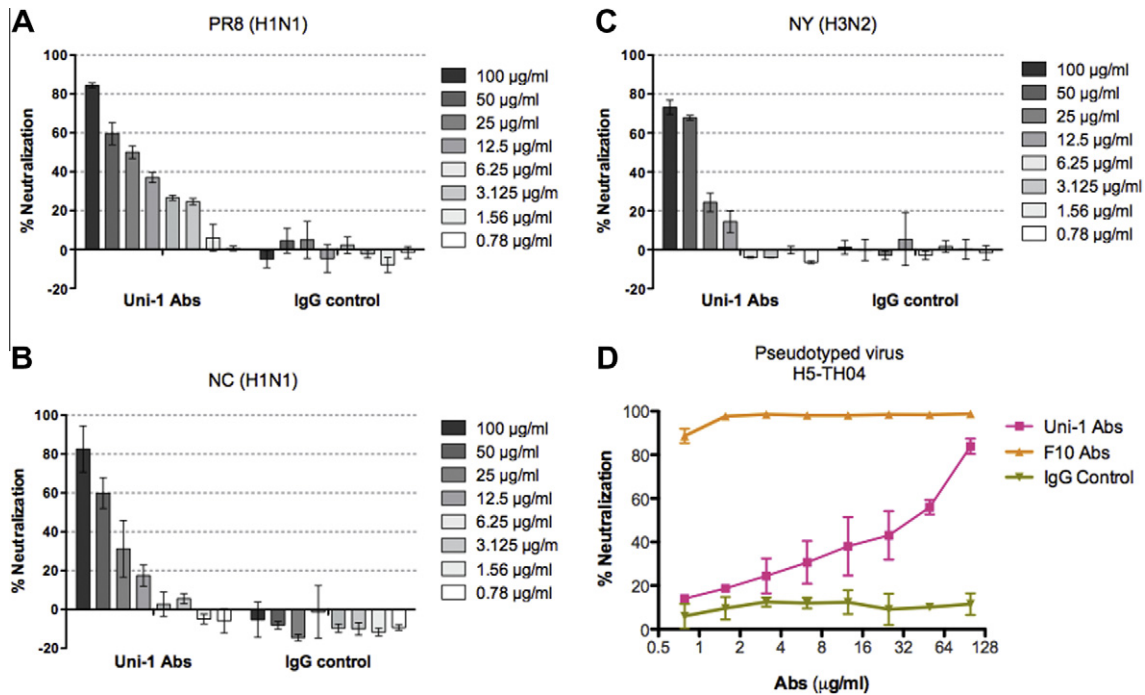 A
PR8 (H1N1)
% Neutralization
100
80
60
40
20
0
-20
Uni-1 Abs IgG control
100 µg/ml
50 µg/ml
25 µg/ml
12.5 µg/ml
6.25 µg/ml
3.125 µg/m
1.56 µg/ml
0.78 µg/ml
C
NY (H3N2)
% Neutralization
100
80
60
40
20
0
-20
Uni-1 Abs IgG control
100 µg/ml
50 µg/ml
25 µg/ml
12.5 µg/ml
6.25 µg/ml
3.125 µg/ml
1.56 µg/ml
0.78 µg/ml
B
NC (H1N1)
% Neutralization
100
80
60
40
20
0
-20
Uni-1 Abs IgG control
100 µg/ml
50 µg/ml
25 µg/ml
12.5 µg/ml
6.25 µg/ml
3.125 µg/m
1.56 µg/ml
0.78 µg/ml
D
Pseudotyped virus
H5-TH04
% Neutralization
100
80
60
40
20
0
0.5 1 2 4 8 16 32 64 128
Abs (µg/ml)
Uni-1 Abs
F10 Abs
IgG Control